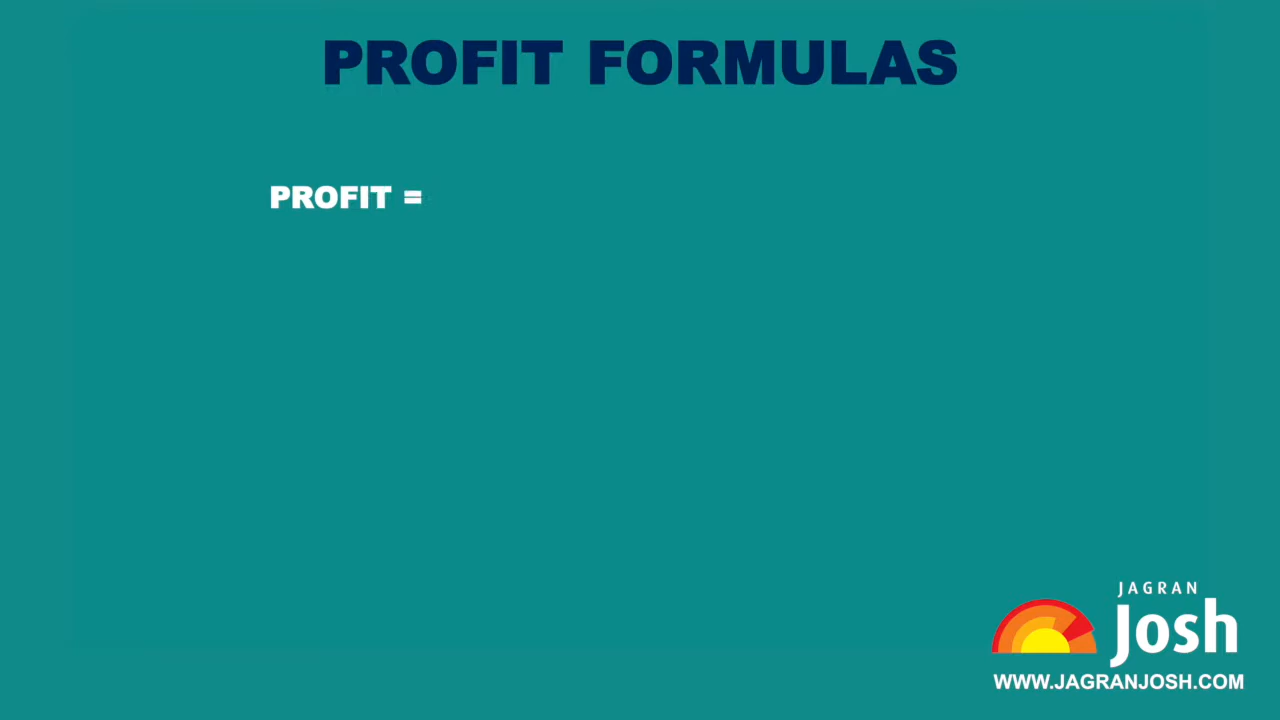 PROFIT FORMULAS
PROFIT =
JAGRAN
Josh
WWW.JAGRANJOSH.COM